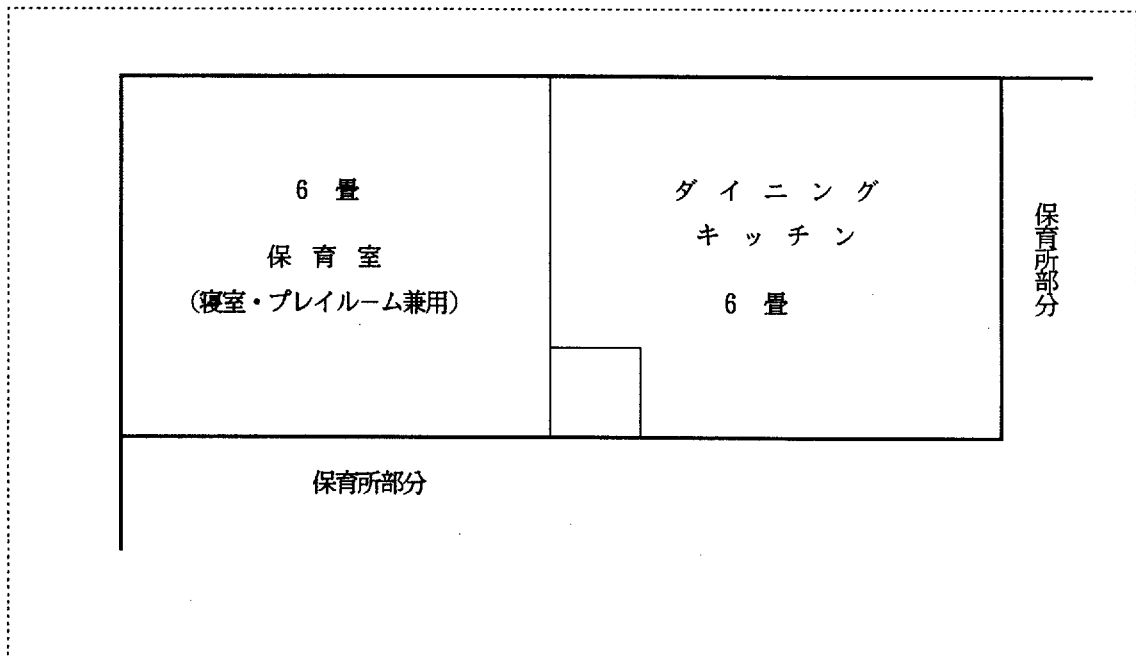 6 畳
保 育 室
(寝室・プレイルーム兼用)
ダ イ ニ ン グ
キ ッ チ ン
6 畳
保育所部分
保育所部分